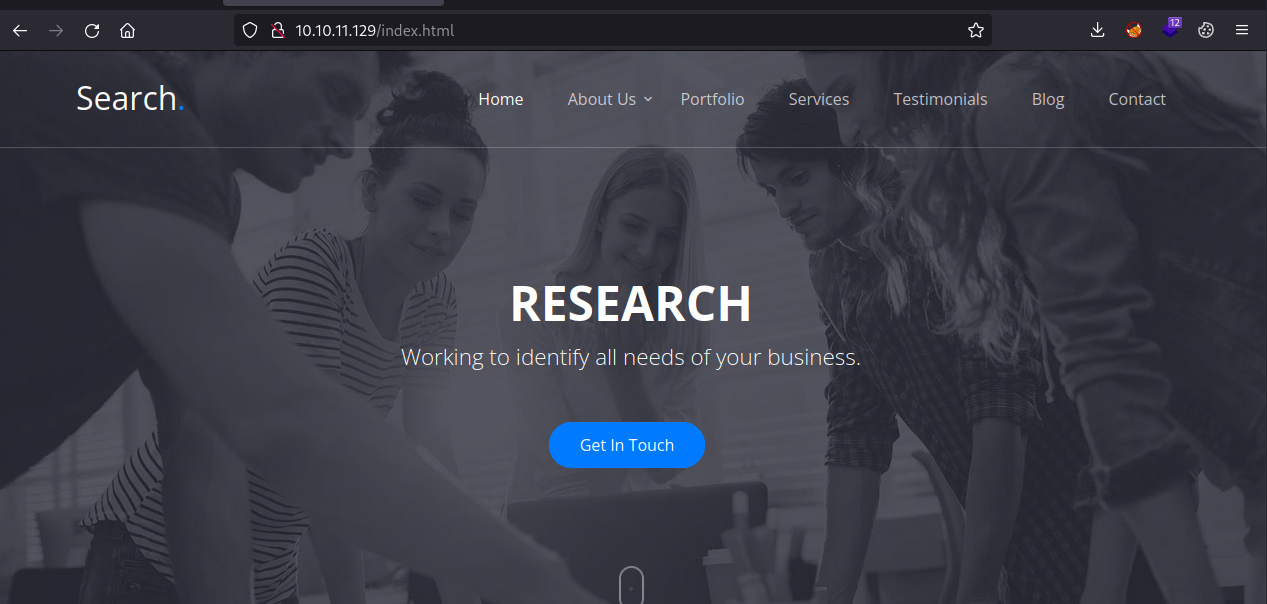 10.10.11.129/index.html
12
Search.
Home About Us Portfolio Services Testimonials Blog Contact
RESEARCH
Working to identify all needs of your business.
Get In Touch